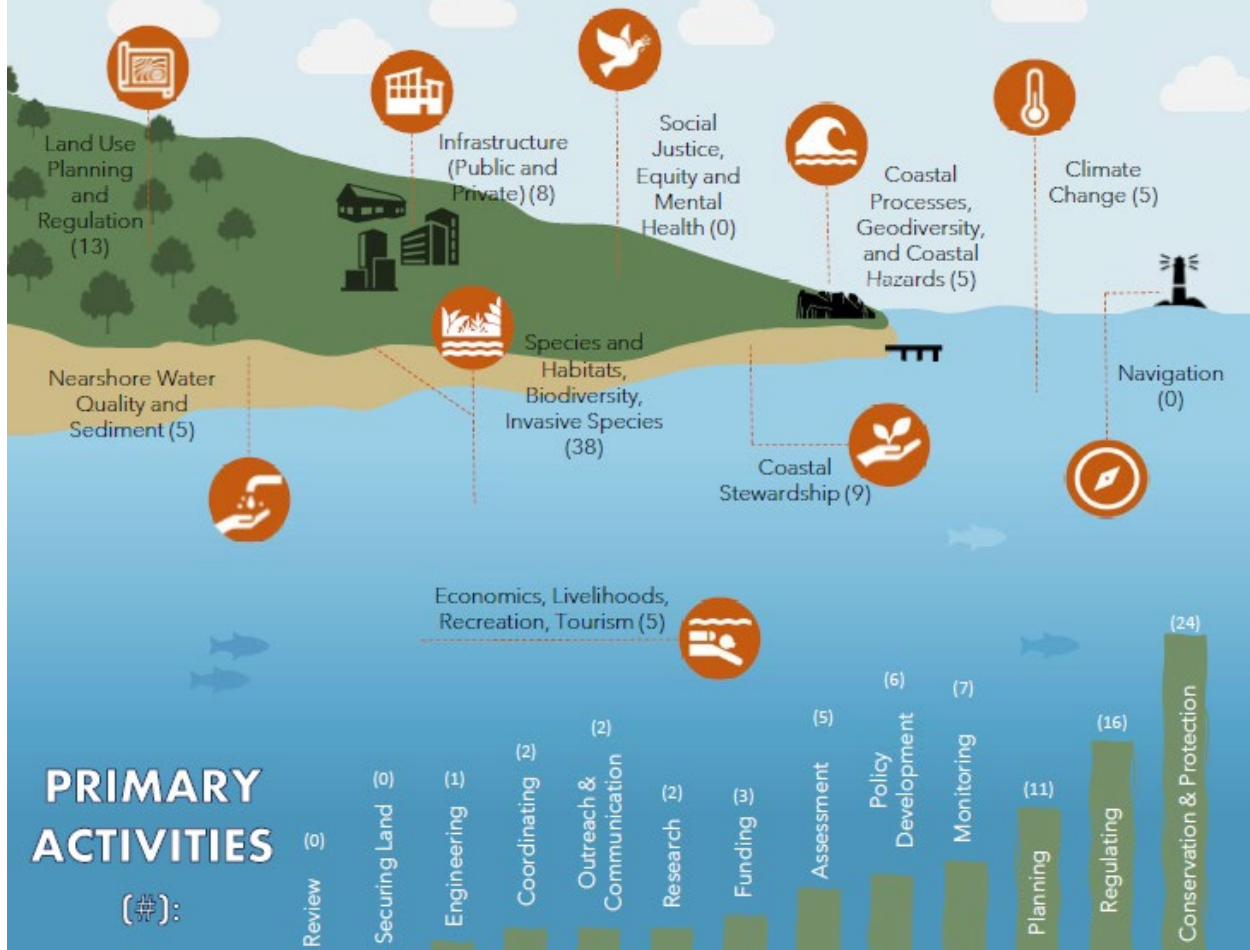 Land Use
Planning
and
Regulation
(13)
Infrastructure
(Public and
Private) (8)
Social
Justice,
Equity and
Mental
Health (0)
Coastal
Processes,
Geodiversity,
and Coastal
Hazards (5)
Climate
Change (5)
Nearshore Water
Quality and
Sediment (5)
Species and
Habitats,
Biodiversity,
Invasive Species
(38)
Coastal
Stewardship (9)
Navigation
(0)
Economics, Livelihoods,
Recreation, Tourism (5)
PRIMARY
ACTIVITIES
(#):
Review (0)
Securing Land (0)
Engineering (1)
Coordinating (2)
Outreach &
Communication (2)
Research (2)
Funding (3)
Assessment (5)
Policy
Development (6)
Monitoring (7)
Planning (11)
Regulating (16)
Conservation & Protection (24)